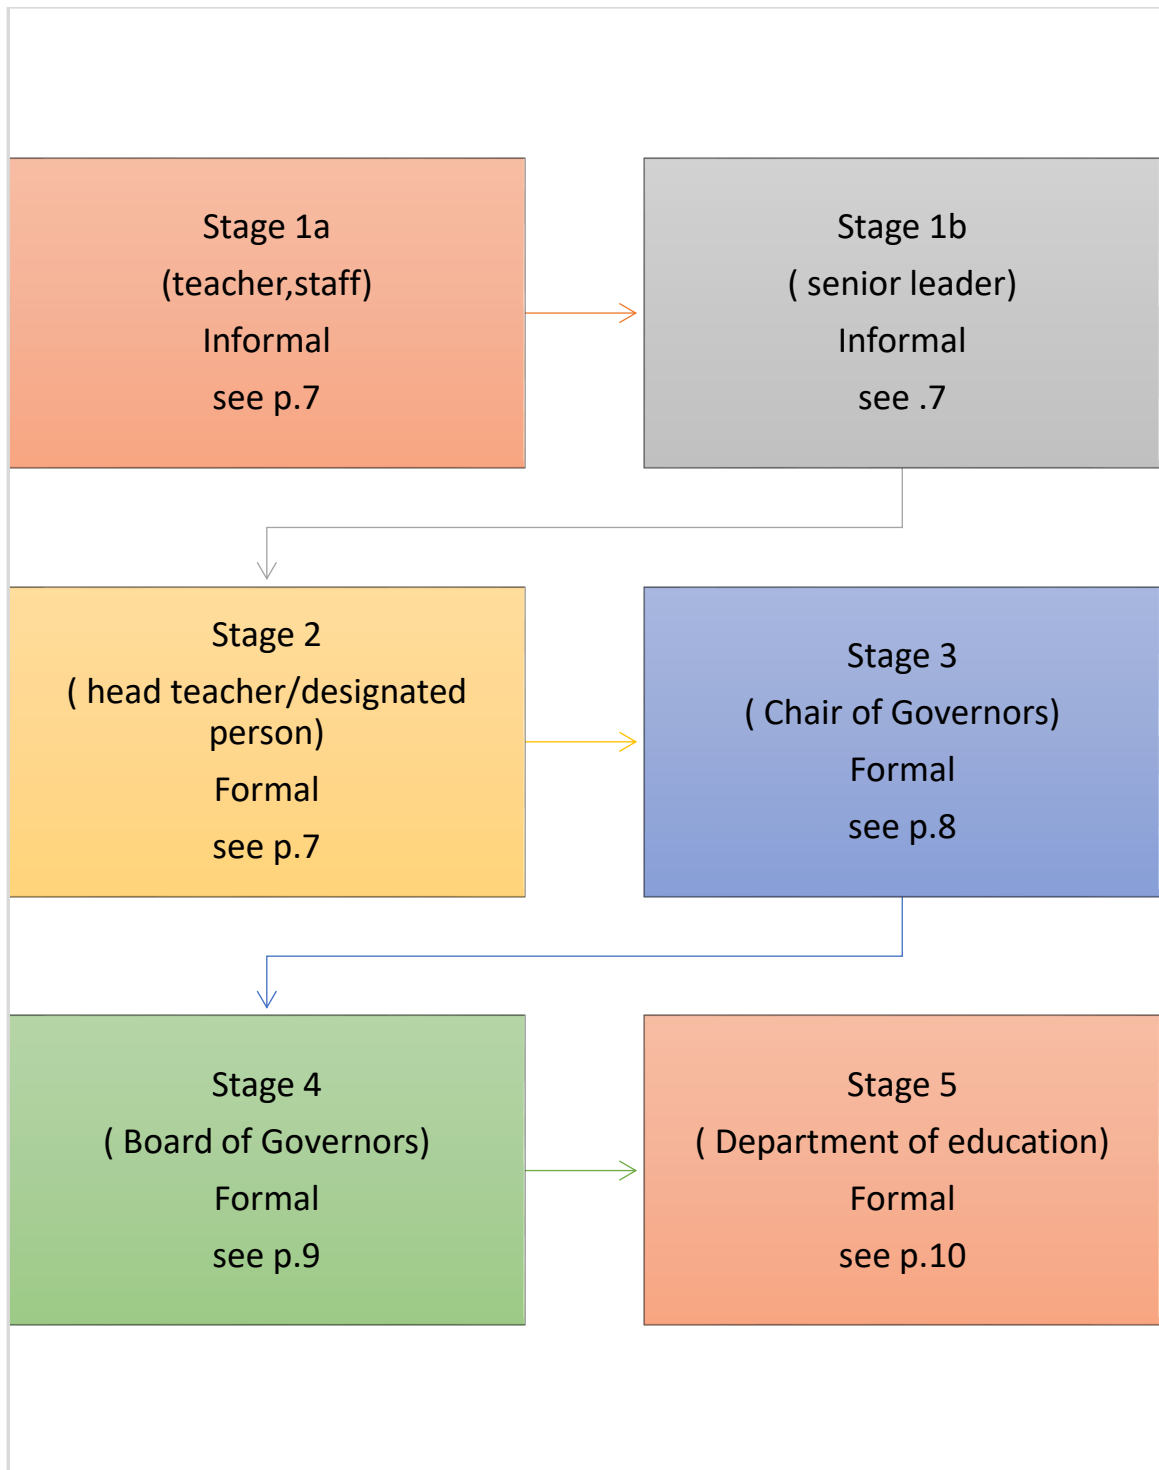 Stage 1a
(teacher,staff)
Informal
see p.7
Stage 1b
( senior leader)
Informal
see .7
Stage 2
( head teacher/designated
person)
Formal
see p.7
Stage 3
( Chair of Governors)
Formal
see p.8
Stage 4
( Board of Governors)
Formal
see p.9
Stage 5
( Department of education)
Formal
see p.10